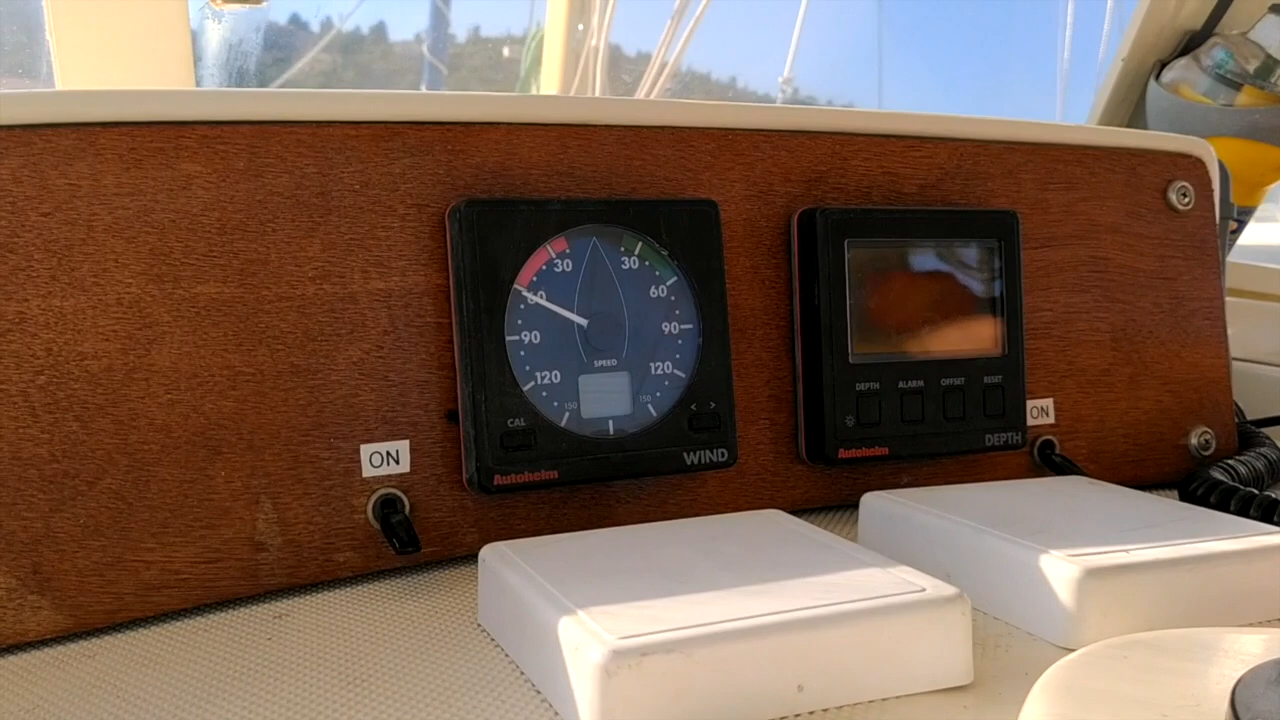 30 30
60 60
90 90
120 120
150 150
SPEED
CAL
< >
WIND
Autohelm
ON
DEPTH ALARM OFFSET RESET
DEPTH
Autohelm
ON